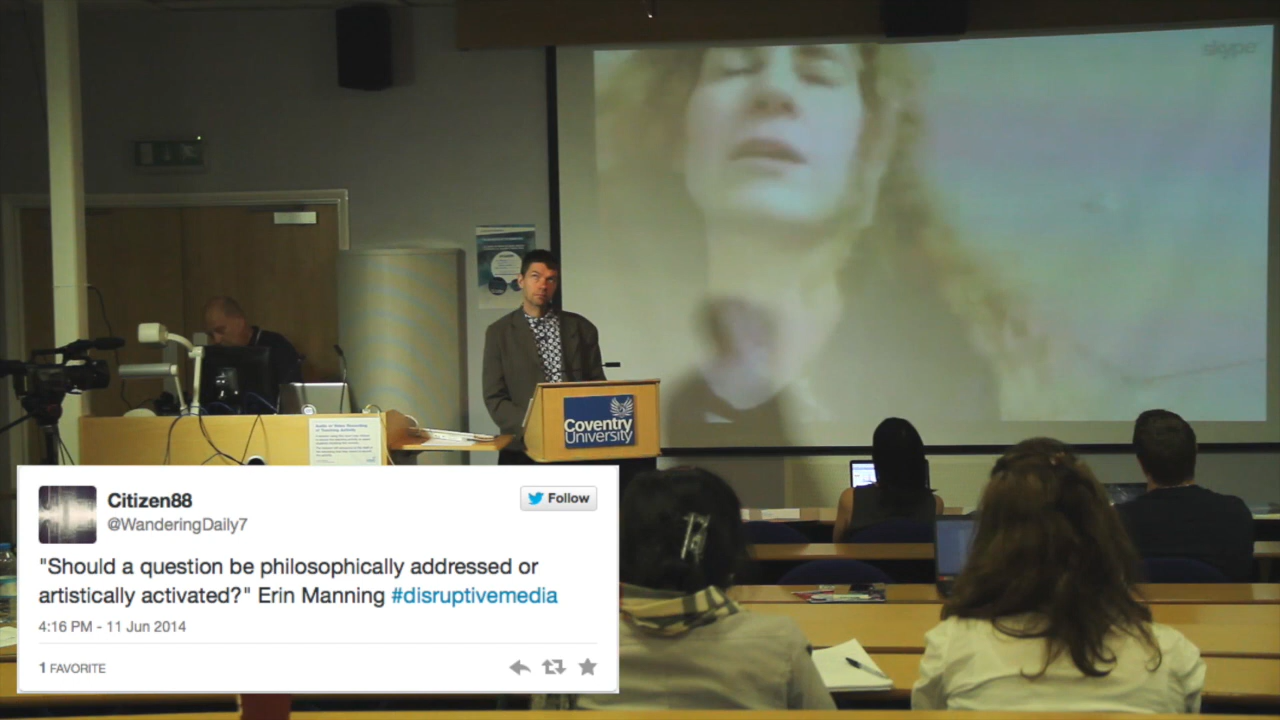 skype
Coventry
University
Citizen88
@WanderingDaily7
Follow
"Should a question be philosophically addressed or
artistically activated?" Erin Manning #disruptivemedia
4:16 PM - 11 Jun 2014
1 FAVORITE